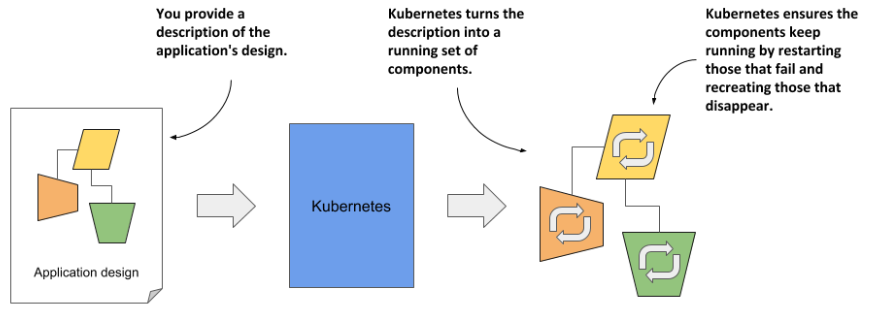 You provide a
description of the
application's design.
Kubernetes turns the
description into a
running set of
components.
Kubernetes ensures the
components keep
running by restarting
those that fail and
recreating those that
disappear.
Application design
Kubernetes